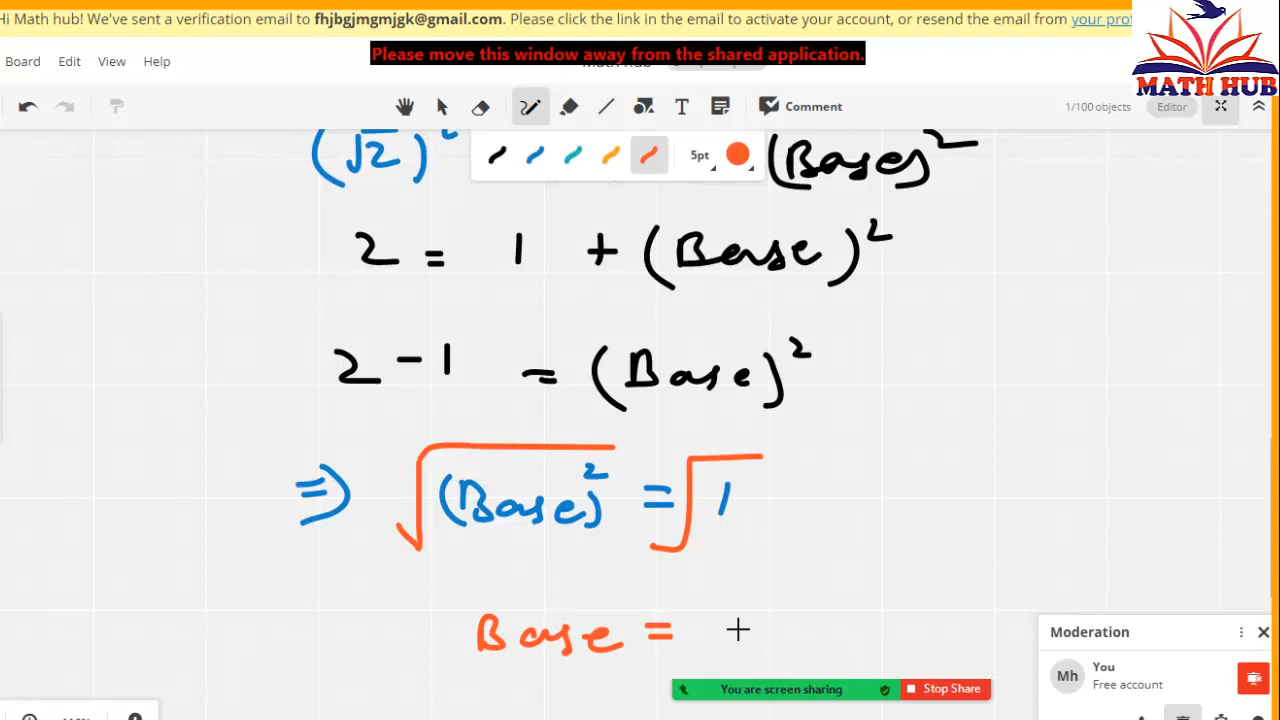 Hi Math hub! We've sent a verification email to fhjbgjmgmjgk@gmail.com. Please click the link in the email to activate your account, or resend the email from your prof
Please move this window away from the shared application.
MATH HUB
Board Edit View Help
T Comment 1/100 objects Editor
5pt
(√2)² (Base)²
2 = 1 + (Base)²
2 - 1 = (Base)²
⇒ √(Base)² = √1
Base =
Moderation
You
Mh
Free account
You are screen sharing Stop Share